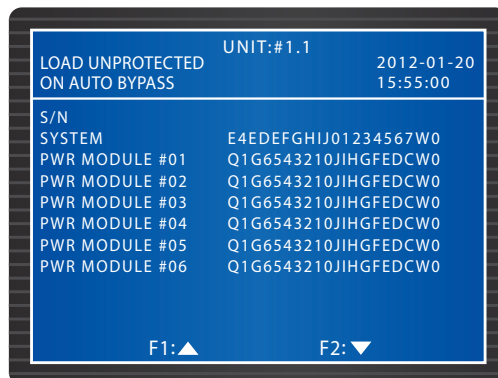 UNIT:#1.1
LOAD UNPROTECTED 2012-01-20
ON AUTO BYPASS 15:55:00
S/N
SYSTEM E4EDEFGHIJ01234567W0
PWR MODULE #01 Q1G6543210JIHGFEDCW0
PWR MODULE #02 Q1G6543210JIHGFEDCW0
PWR MODULE #03 Q1G6543210JIHGFEDCW0
PWR MODULE #04 Q1G6543210JIHGFEDCW0
PWR MODULE #05 Q1G6543210JIHGFEDCW0
PWR MODULE #06 Q1G6543210JIHGFEDCW0
F1:▲ F2:▼